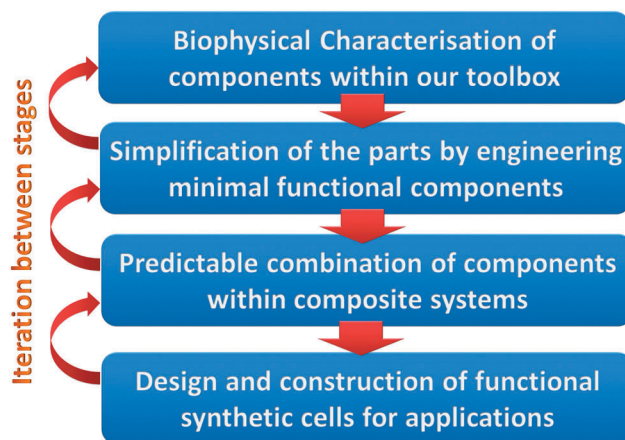 Iteration between stages
Biophysical Characterisation of
components within our toolbox
Simplification of the parts by engineering
minimal functional components
Predictable combination of components
within composite systems
Design and construction of functional
synthetic cells for applications